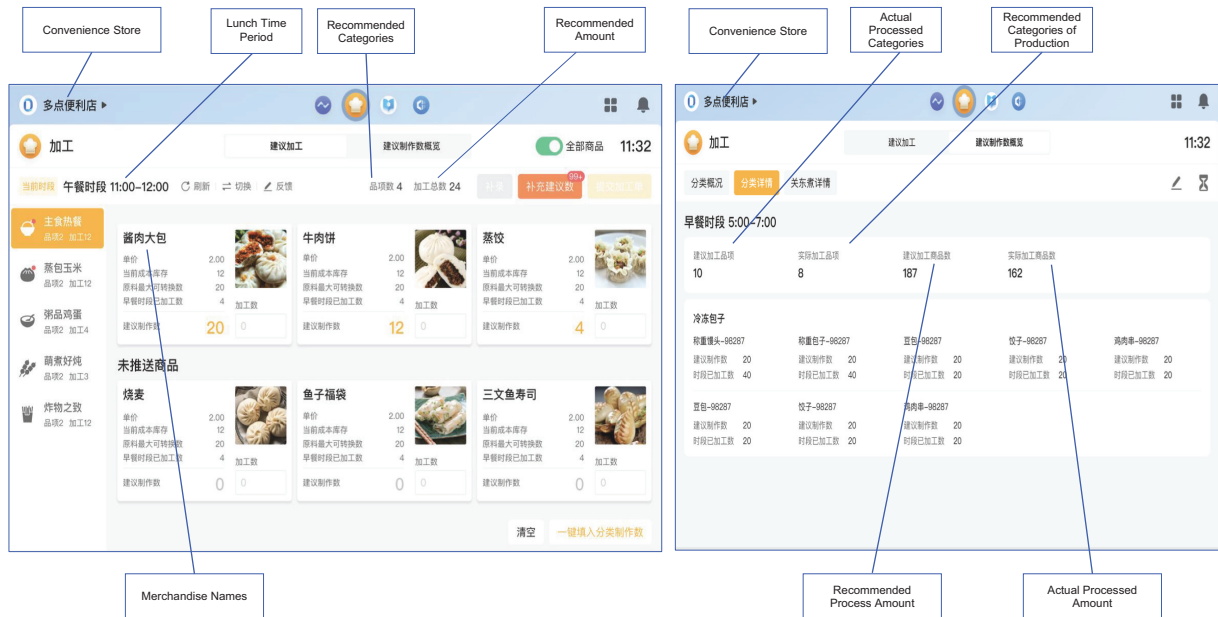 Convenience Store
Lunch Time
Period
Recommended
Categories
Recommended
Amount
多点便利店
加工
建议加工
建议制作数概览
全部商品
11:32
当前时段
午餐时段 11:00-12:00
刷新
切换
反馈
品项数 4
加工总数 24
补充建议数
99+
主食热餐
品项2 加工12
蒸包玉米
品项2 加工12
粥品鸡蛋
品项2 加工4
萌煮好炖
品项2 加工3
炸物之致
品项2 加工12
酱肉大包
单价 2.00
当前成本库存 12
原料最大可转换数 20
早餐时段已加工数 4
加工数
建议制作数 20
0
牛肉饼
单价 2.00
当前成本库存 12
原料最大可转换数 20
早餐时段已加工数 4
加工数
建议制作数 12
0
蒸饺
单价 2.00
当前成本库存 12
原料最大可转换数 20
早餐时段已加工数 4
加工数
建议制作数 4
0
未推送商品
烧麦
单价 2.00
当前成本库存 12
原料最大可转换数 20
早餐时段已加工数 4
加工数
建议制作数 0
0
鱼子福袋
单价 2.00
当前成本库存 12
原料最大可转换数 20
早餐时段已加工数 4
加工数
建议制作数 0
0
三文鱼寿司
单价 2.00
当前成本库存 12
原料最大可转换数 20
早餐时段已加工数 4
加工数
建议制作数 0
0
清空
一键填入分类制作数
Merchandise Names
Convenience Store
Actual
Processed
Categories
Recommended
Categories of
Production
多点便利店
加工
建议加工
建议制作数概览
11:32
分类概况
分类详情
关东煮详情
早餐时段 5:00-7:00
建议加工品项
10
实际加工品项
8
建议加工商品数
187
实际加工商品数
162
冷冻包子
称重馒头-98287
建议制作数 20
时段已加工数 40
称重包子-98287
建议制作数 20
时段已加工数 40
豆包-98287
建议制作数 20
时段已加工数 20
饺子-98287
建议制作数 20
时段已加工数 20
鸡肉串-98287
建议制作数 20
时段已加工数 20
豆包-98287
建议制作数 20
时段已加工数 20
饺子-98287
建议制作数 20
时段已加工数 20
鸡肉串-98287
建议制作数 20
时段已加工数 20
Recommended
Process Amount
Actual Processed
Amount